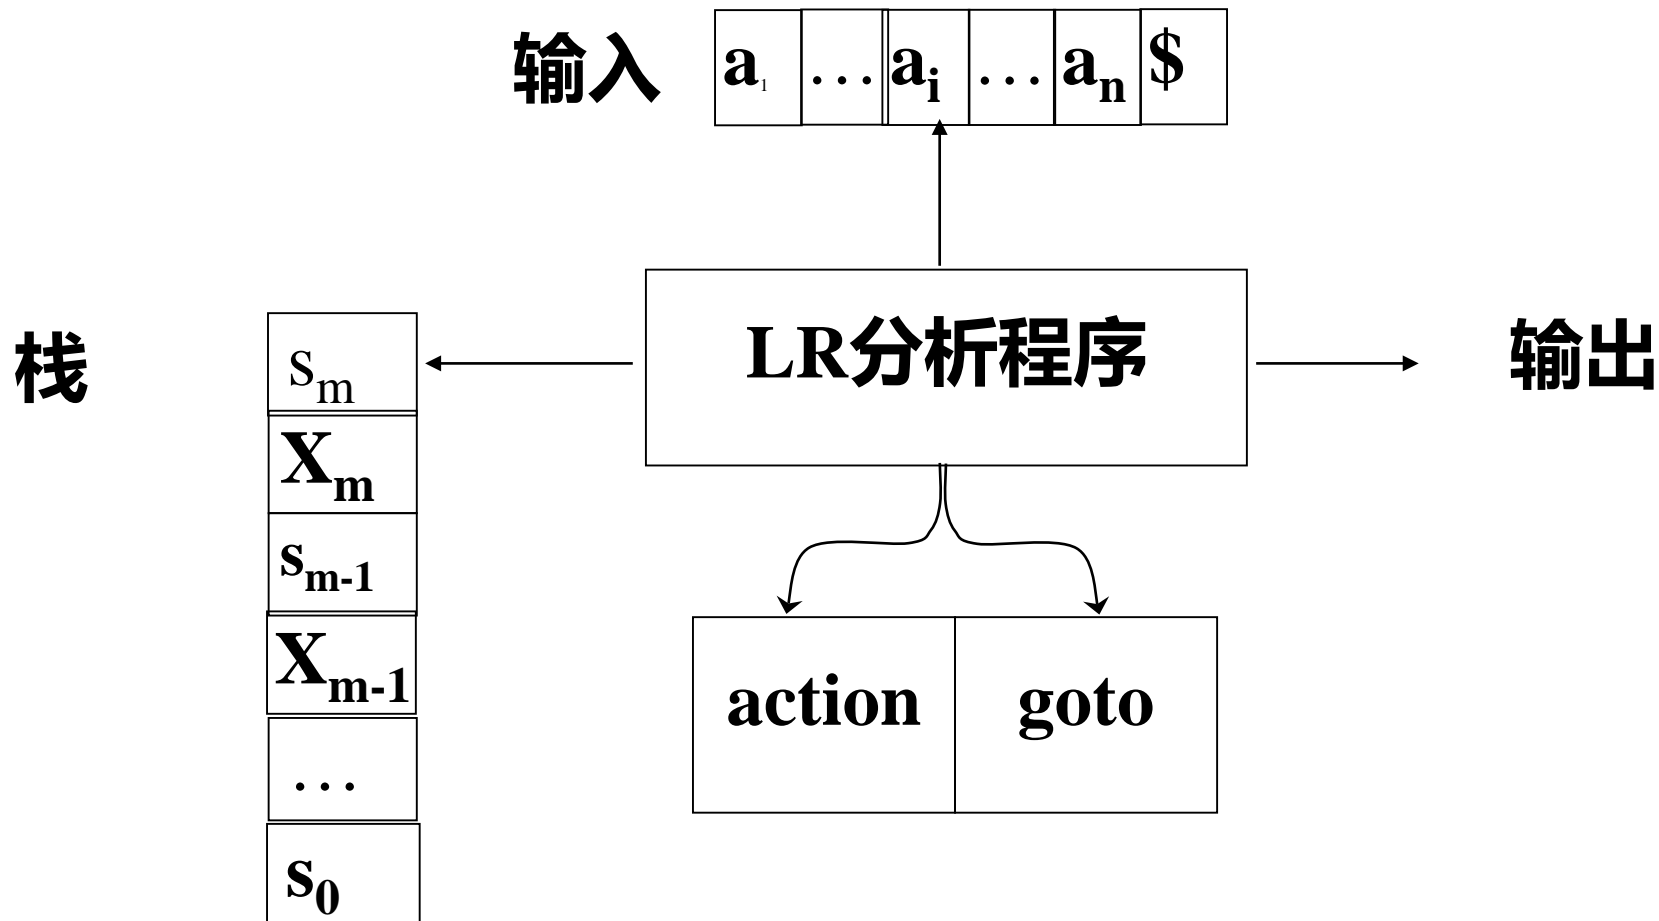 输入 a₁ … aᵢ … aₙ $
LR分析程序
栈
输出
sₘ
Xₘ
sₘ₋₁
Xₘ₋₁
…
s₀
action goto